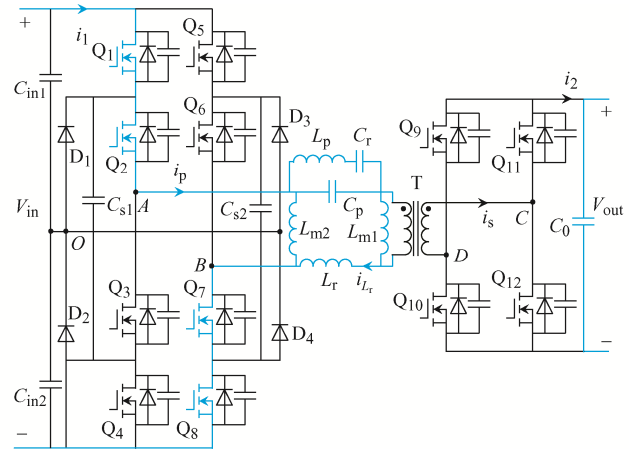 + i1 Q1 Q5 i2
Cin1 Q2 Q6 D3 Lp Cr Q9 Q11 +
D1 ip T
Vin Cs1 A Cs2 Lm2 Cp Lm1 is C Vout
O B Lr iLr D C0
D2 Q3 Q7 D4 Q10 Q12
Cin2 Q4 Q8 −
−